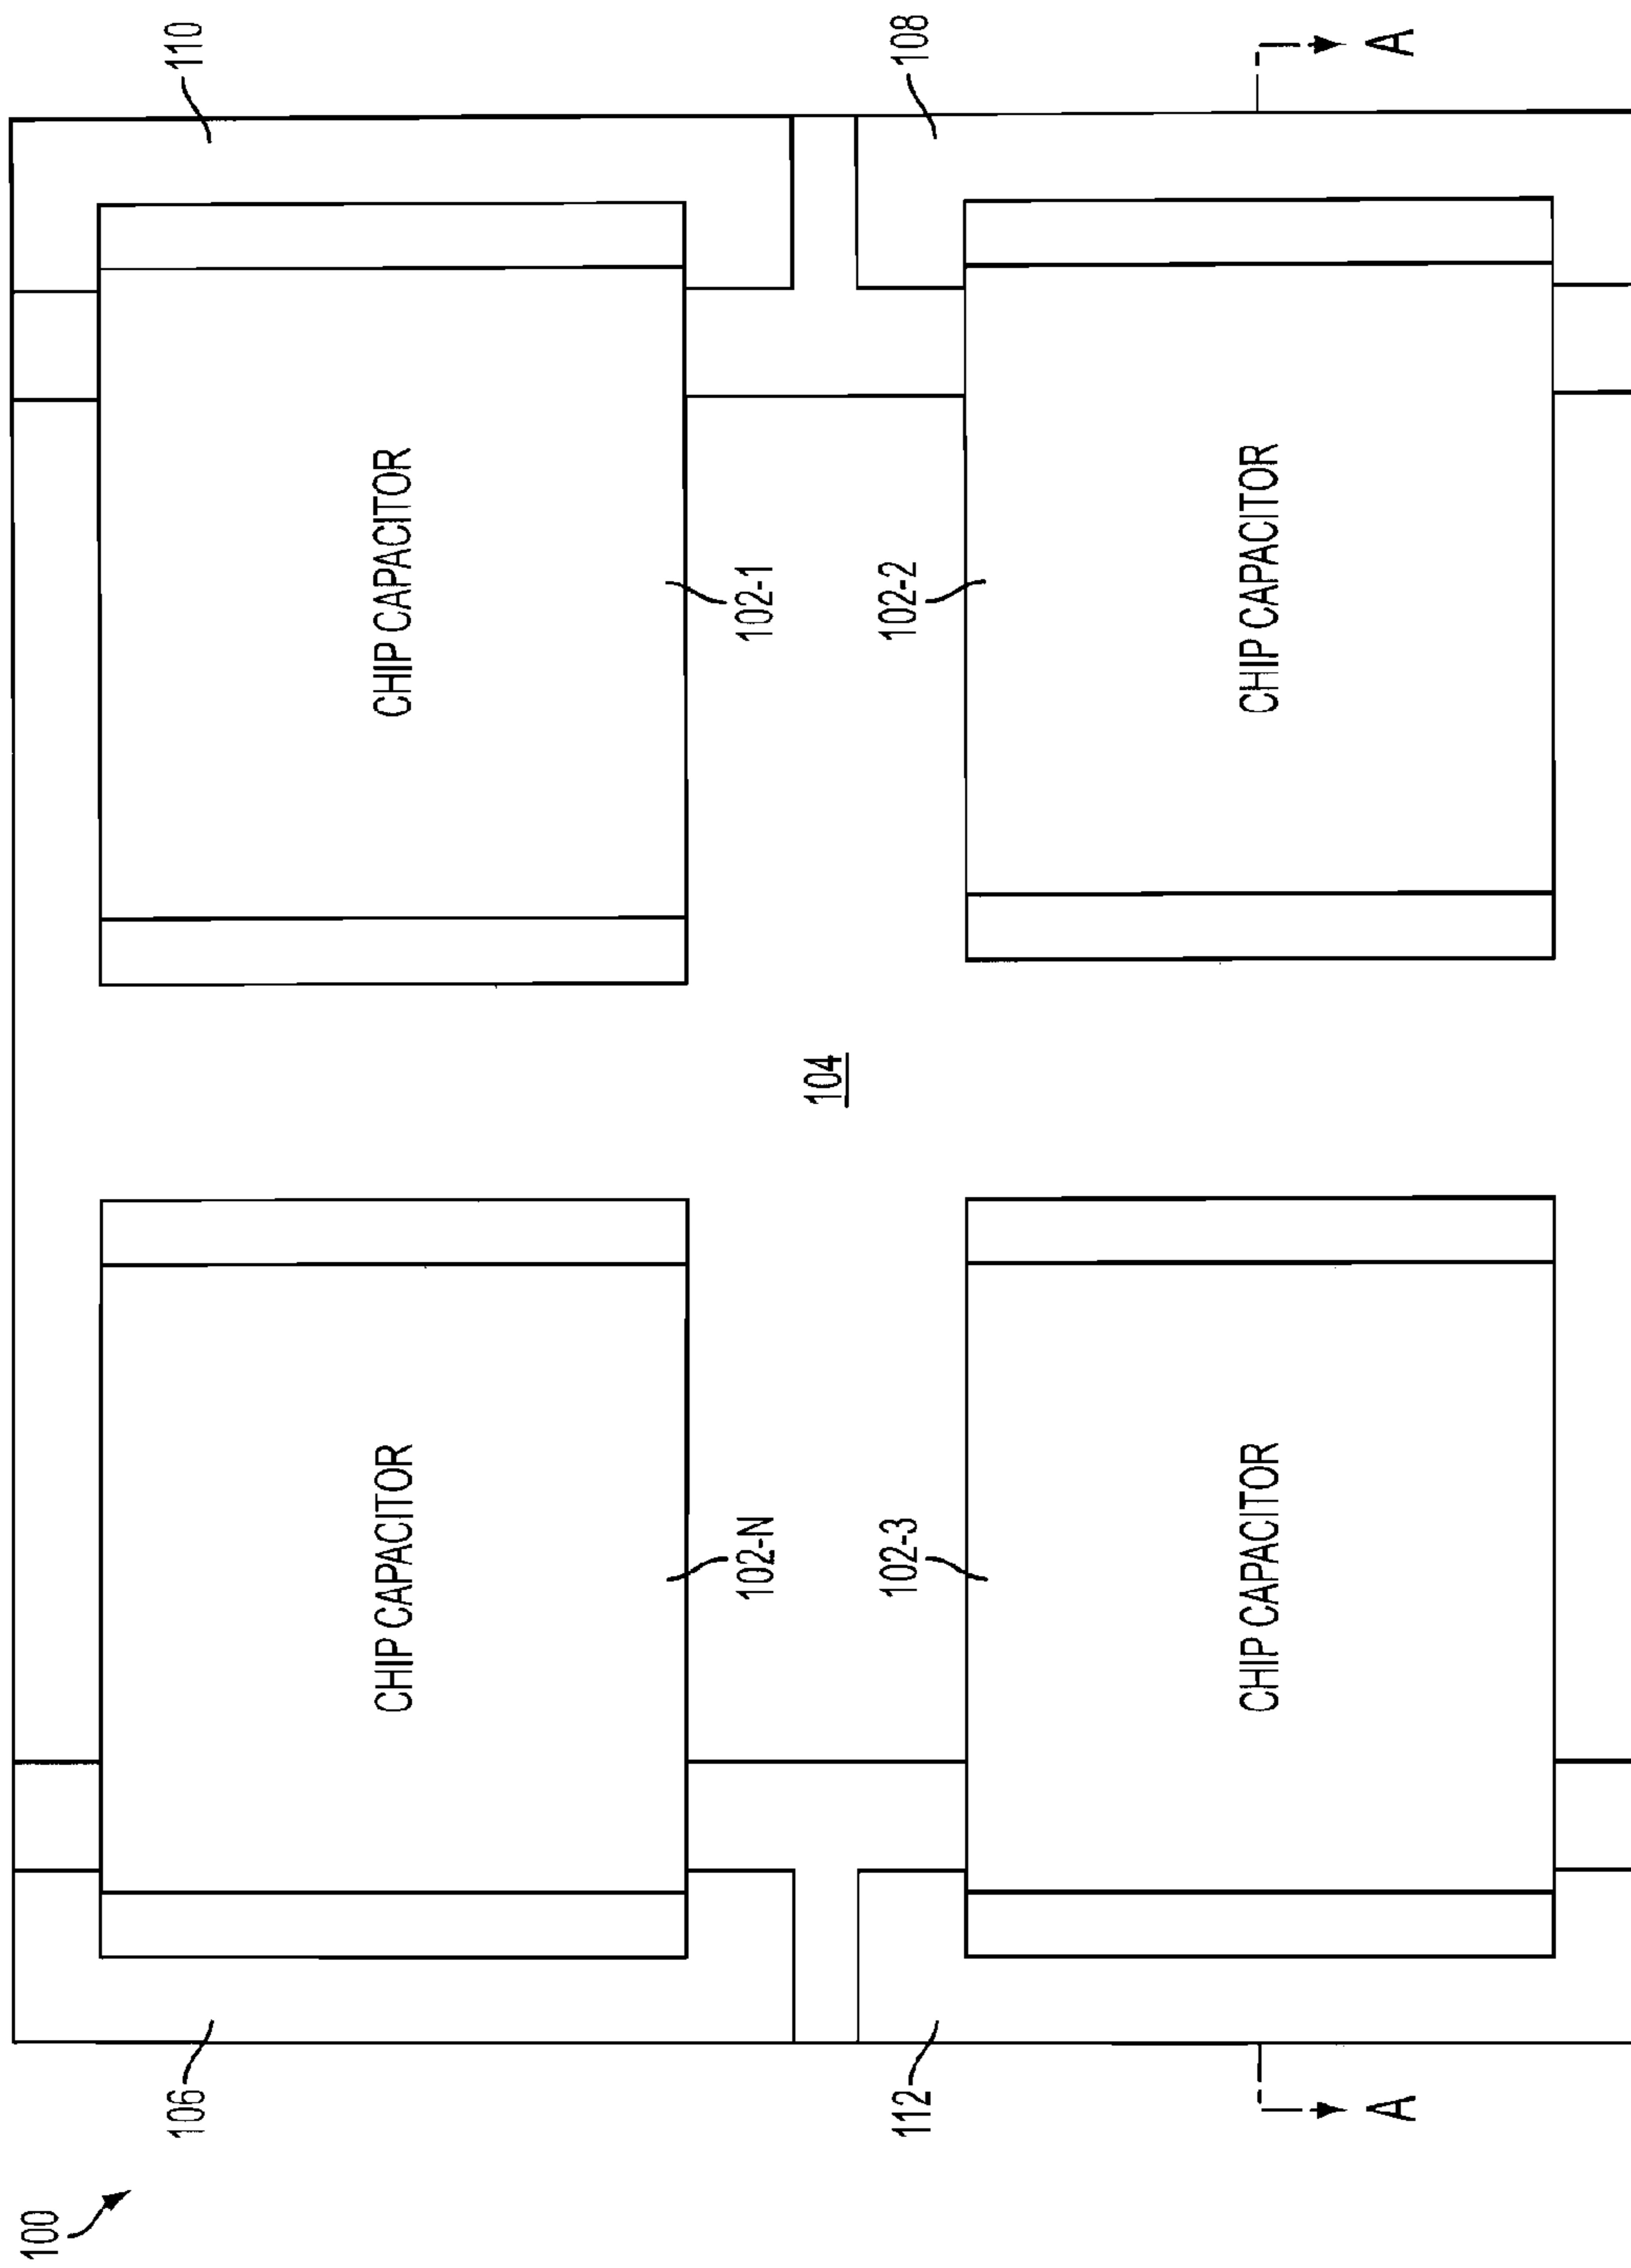 100
106
110
CHIP CAPACITOR
CHIP CAPACITOR
102-N
102-1
104
102-3
102-2
112
108
CHIP CAPACITOR
CHIP CAPACITOR
A
A